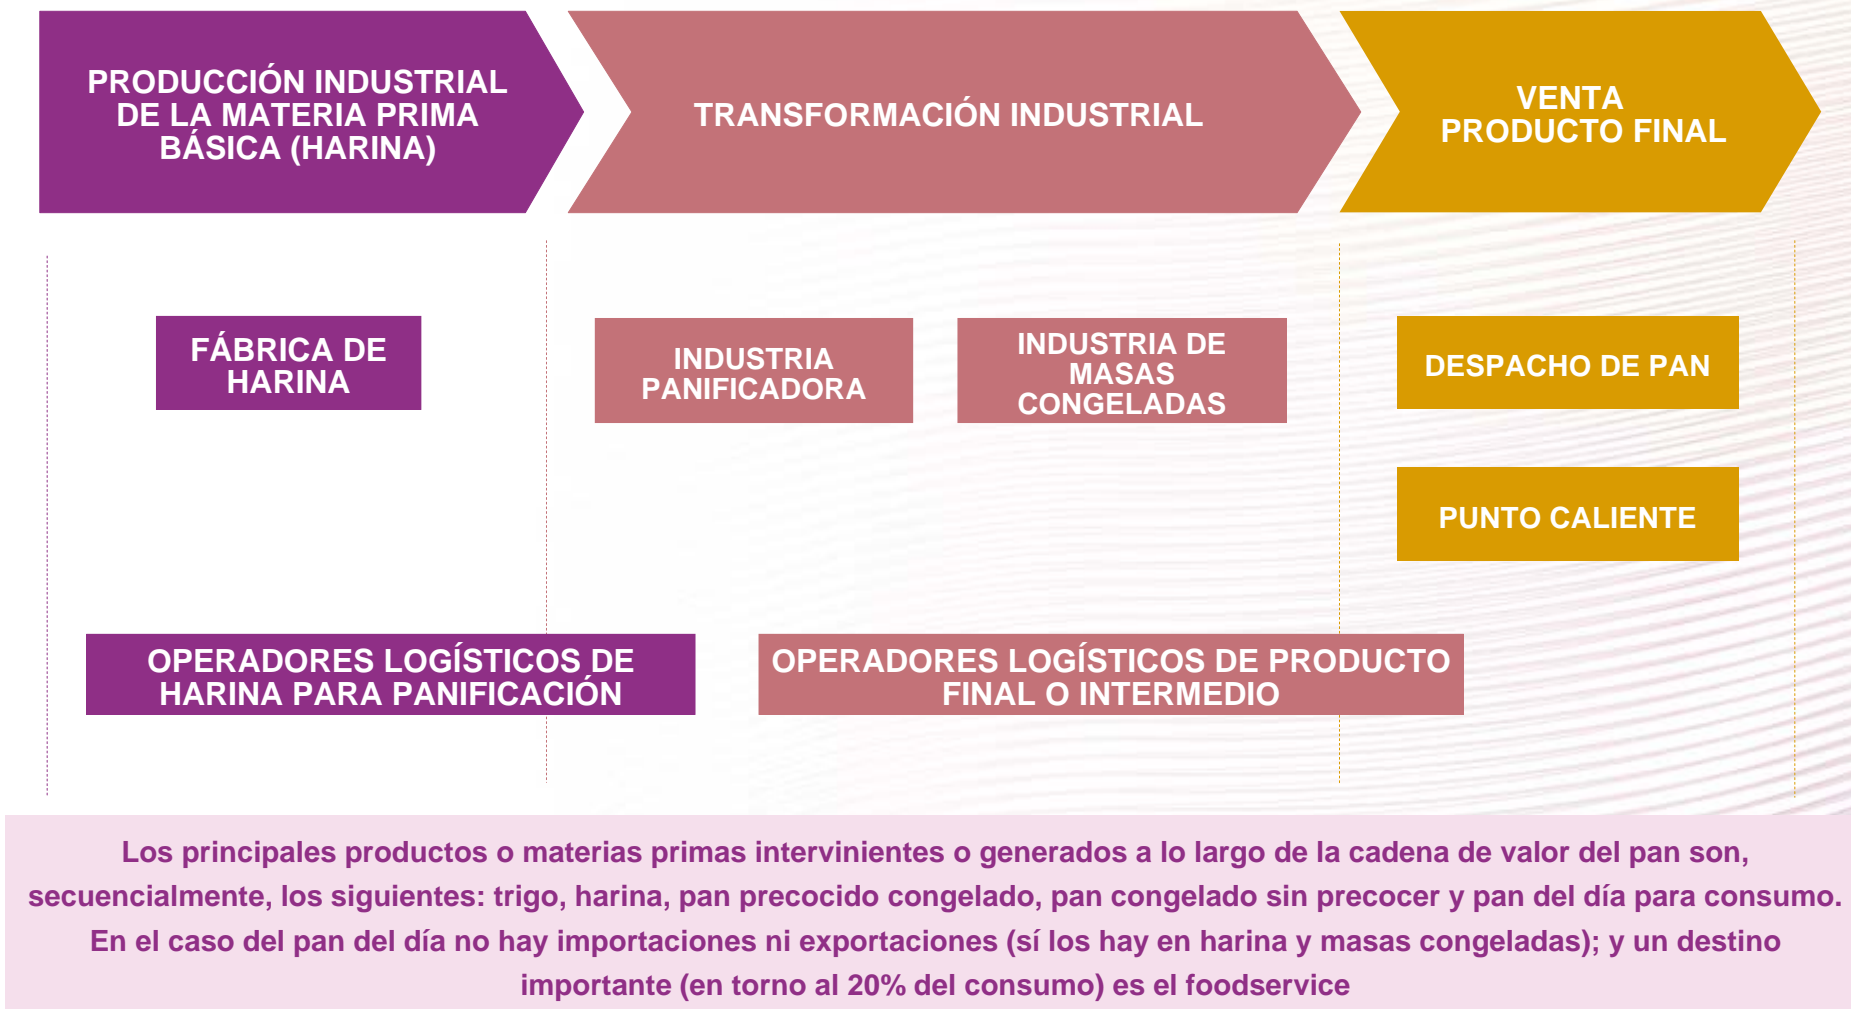 PRODUCCIÓN INDUSTRIAL
DE LA MATERIA PRIMA
BÁSICA (HARINA)
TRANSFORMACIÓN INDUSTRIAL
VENTA
PRODUCTO FINAL
FÁBRICA DE
HARINA
INDUSTRIA
PANIFICADORA
INDUSTRIA DE
MASAS
CONGELADAS
DESPACHO DE PAN
PUNTO CALIENTE
OPERADORES LOGÍSTICOS DE
HARINA PARA PANIFICACIÓN
OPERADORES LOGÍSTICOS DE PRODUCTO
FINAL O INTERMEDIO
Los principales productos o materias primas intervinientes o generados a lo largo de la cadena de valor del pan son,
secuencialmente, los siguientes: trigo, harina, pan precocido congelado, pan congelado sin precocer y pan del día para consumo.
En el caso del pan del día no hay importaciones ni exportaciones (sí los hay en harina y masas congeladas); y un destino
importante (en torno al 20% del consumo) es el foodservice